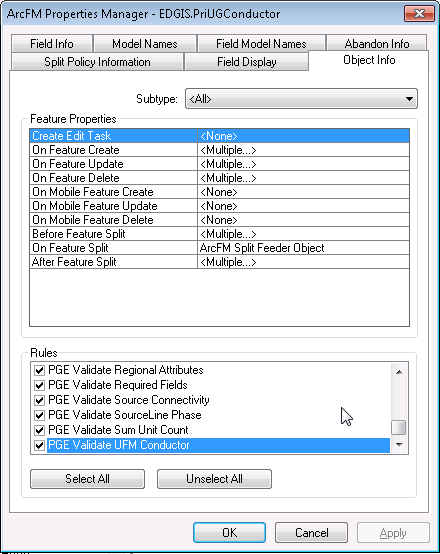 ArcFM Properties Manager - EDGIS.PriUGConductor
Field Info Model Names Field Model Names Abandon Info
Split Policy Information Field Display Object Info
Subtype: <All>
Feature Properties
Create Edit Task <None>
On Feature Create <Multiple...>
On Feature Update <Multiple...>
On Feature Delete <Multiple...>
On Mobile Feature Create <None>
On Mobile Feature Update <None>
On Mobile Feature Delete <None>
Before Feature Split <Multiple...>
On Feature Split ArcFM Split Feeder Object
After Feature Split <Multiple...>
Rules
PGE Validate Regional Attributes
PGE Validate Required Fields
PGE Validate Source Connectivity
PGE Validate SourceLine Phase
PGE Validate Sum Unit Count
PGE Validate UFM Conductor
Select All Unselect All
OK Cancel Apply